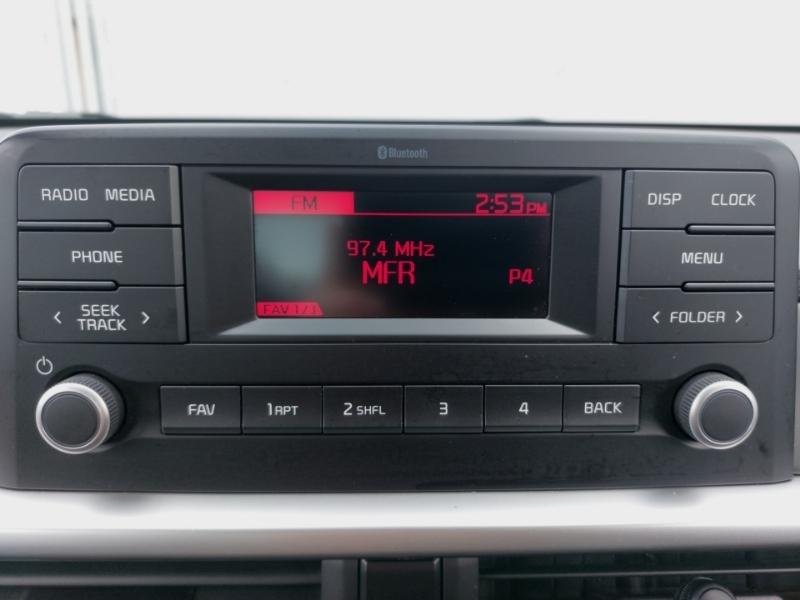 Bluetooth
RADIO MEDIA
FM 2:53 PM
DISP CLOCK
PHONE
97.4 MHz
MFR P4
MENU
< SEEK TRACK >
FAV 1/3
< FOLDER >
FAV 1 RPT 2 SHFL 3 4 BACK